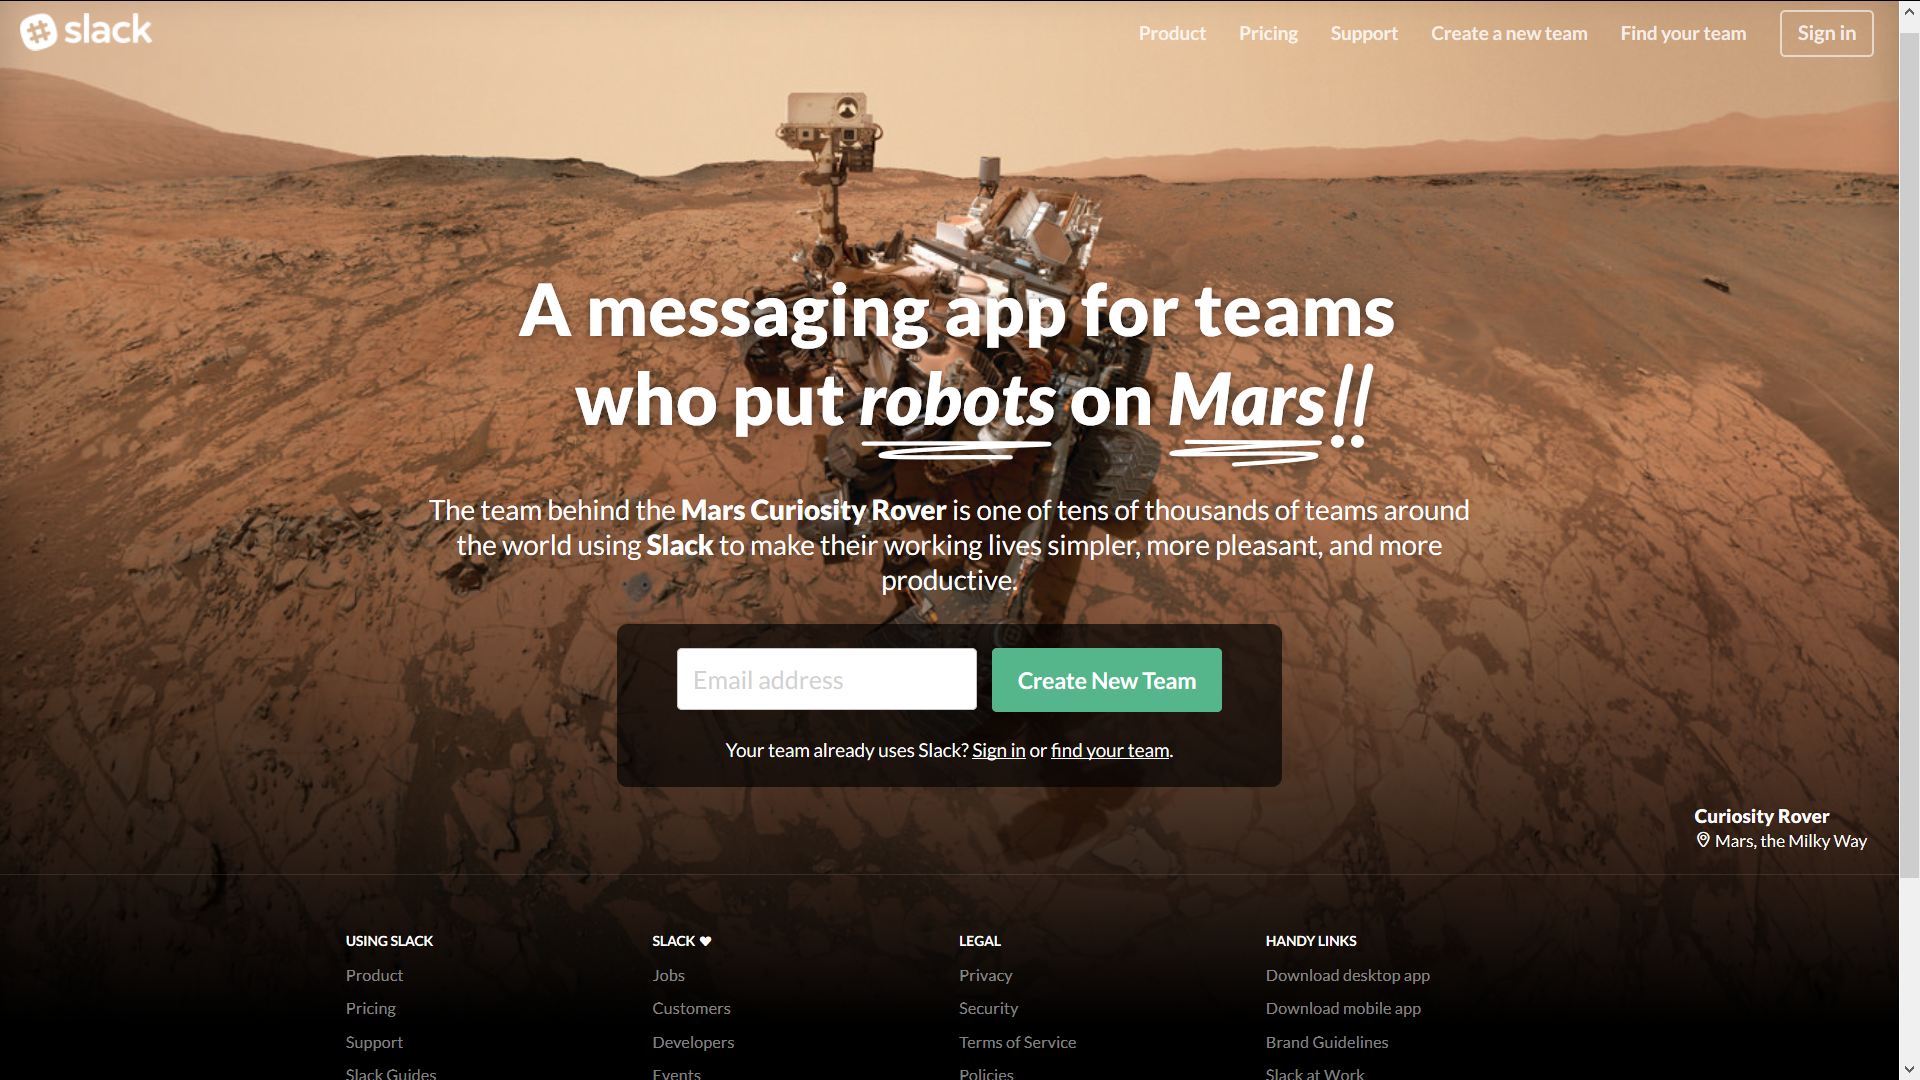 slack
Product
Pricing
Support
Create a new team
Find your team
Sign in
A messaging app for teams
who put robots on Mars!!
The team behind the Mars Curiosity Rover is one of tens of thousands of teams around
the world using Slack to make their working lives simpler, more pleasant, and more
productive.
Email address
Create New Team
Your team already uses Slack? Sign in or find your team.
Curiosity Rover
Mars, the Milky Way
USING SLACK
Product
Pricing
Support
Slack Guides
SLACK ♥
Jobs
Customers
Developers
Events
LEGAL
Privacy
Security
Terms of Service
Policies
HANDY LINKS
Download desktop app
Download mobile app
Brand Guidelines
Slack at Work